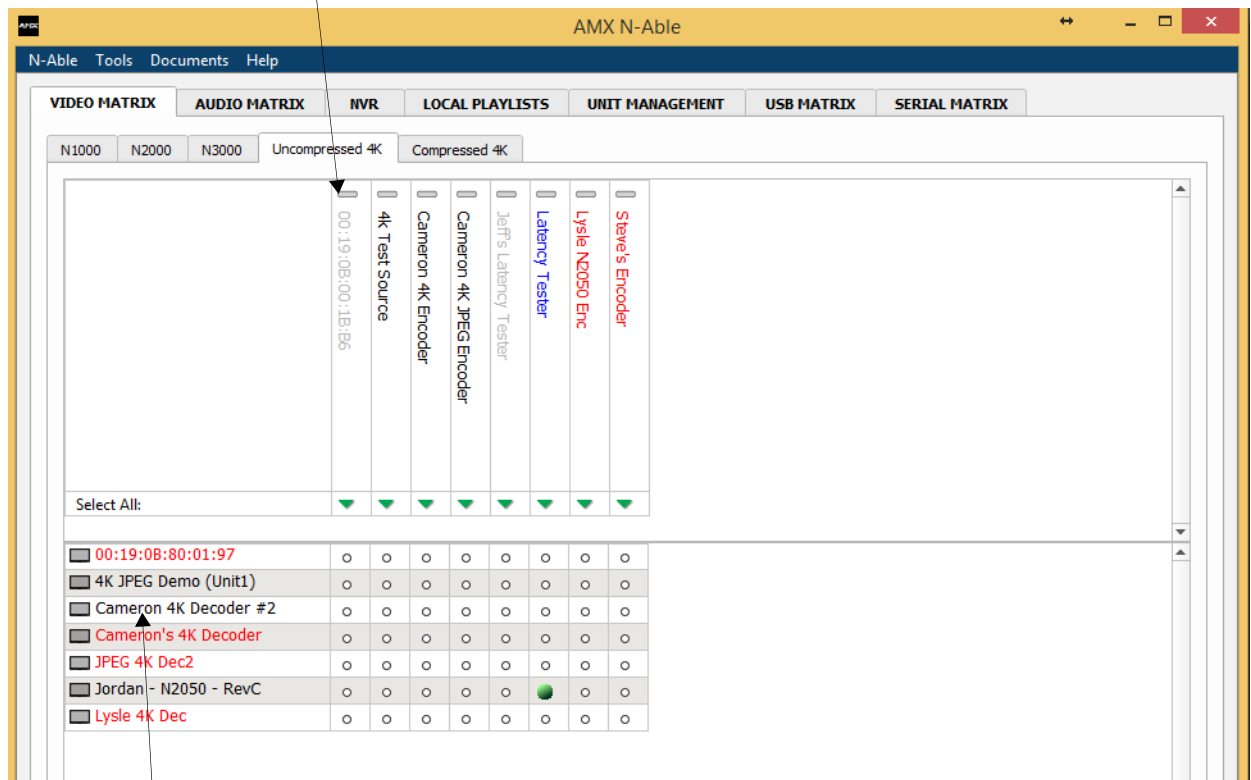 AMX
AMX N-Able
N-Able Tools Documents Help
VIDEO MATRIX AUDIO MATRIX NVR LOCAL PLAYLISTS UNIT MANAGEMENT USB MATRIX SERIAL MATRIX
N1000 N2000 N3000 Uncompressed 4K Compressed 4K
00:19:0B:00:1B:B6
4k Test Source
Cameron 4K Encoder
Cameron 4K JPEG Encoder
Jeff's Latency Tester
Latency Tester
Lysle N2050 Enc
Steve's Encoder
Select All:
00:19:0B:80:01:97
4K JPEG Demo (Unit1)
Cameron 4K Decoder #2
Cameron's 4K Decoder
JPEG 4K Dec2
Jordan - N2050 - RevC
Lysle 4K Dec